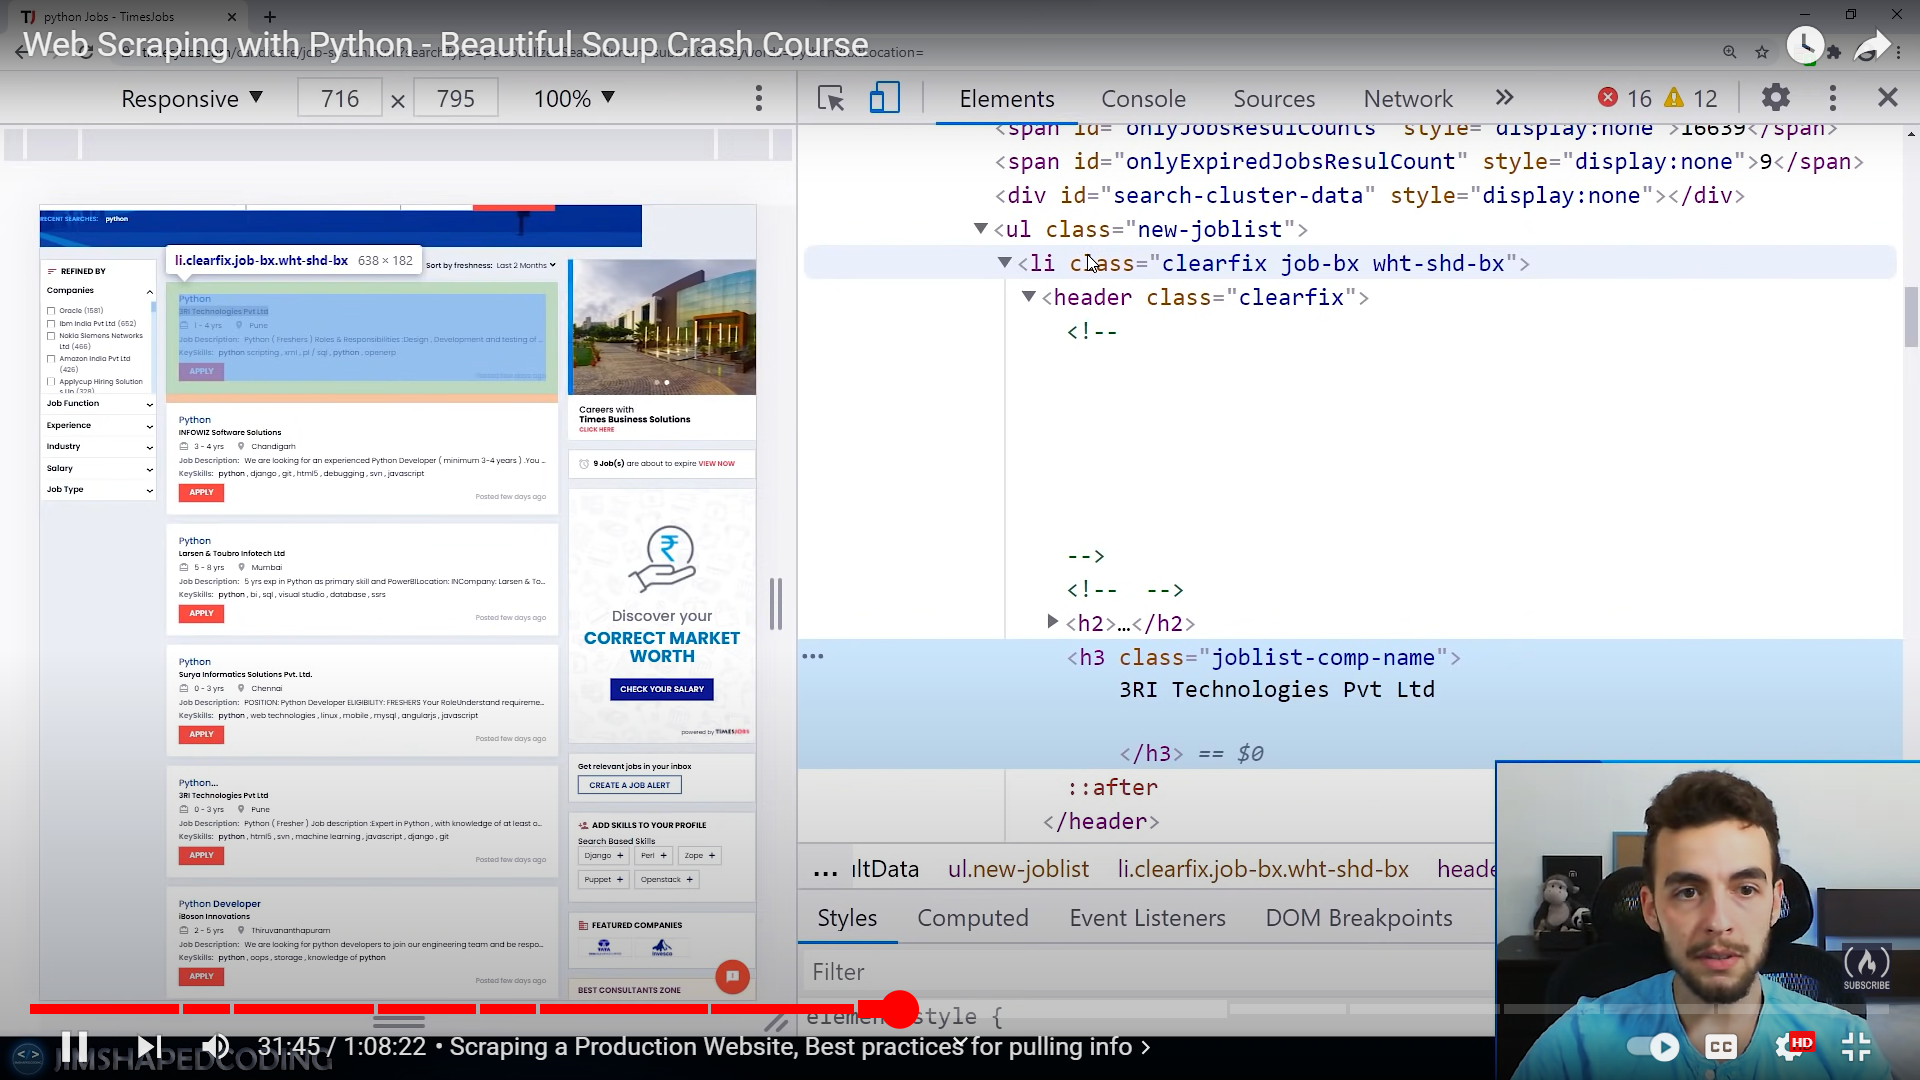 python Jobs - TimesJobs
Web Scraping with Python - Beautiful Soup Crash Course
Responsive
716 × 795
100%
Elements
Console
Sources
Network
16
12
RECENT SEARCHES: python
li.clearfix.job-bx.wht-shd-bx 638 × 182
Sort by freshness: Last 2 Months
REFINED BY
Companies
Oracle (1581)
Ibm India Pvt Ltd (652)
Nokia Siemens Networks
Ltd (466)
Amazon India Pvt Ltd
(426)
Applycup Hiring Solution
Job Function
Experience
Industry
Salary
Job Type
Python
3RI Technologies Pvt Ltd
1 - 4 yrs Pune
Job Description: Python ( Freshers ) Roles & Responsibilities :Design , Development and testing of ...
KeySkills: python scripting , xml , pl / sql , python , openerp
APPLY
Posted few days ago
Python
INFOWIZ Software Solutions
3 - 4 yrs Chandigarh
Job Description: We are looking for an experienced Python Developer ( minimum 3-4 years ) .You ...
KeySkills: python , django , git , html5 , debugging , svn , javascript
APPLY
Posted few days ago
Python
Larsen & Toubro Infotech Ltd
5 - 8 yrs Mumbai
Job Description: 5 yrs exp in Python as primary skill and PowerBILocation: INCompany: Larsen & To...
KeySkills: python , bi , sql , visual studio , database , ssrs
APPLY
Posted few days ago
Python
Surya Informatics Solutions Pvt. Ltd.
0 - 3 yrs Chennai
Job Description: POSITION: Python Developer ELIGIBILITY: FRESHERS Your RoleUnderstand requireme...
KeySkills: python , web technologies , linux , mobile , mysql , angularjs , javascript
APPLY
Posted few days ago
Python...
3RI Technologies Pvt Ltd
0 - 3 yrs Pune
Job Description: Python ( Fresher ) Job description :Expert in Python , with knowledge of at least o...
KeySkills: python , html5 , svn , machine learning , javascript , django , git
APPLY
Posted few days ago
Python Developer
iBoson Innovations
2 - 5 yrs Thiruvananthapuram
Job Description: We are looking for python developers to join our engineering team and be respo...
KeySkills: python , oops , storage , knowledge of python
APPLY
Posted few days ago
Careers with
Times Business Solutions
CLICK HERE
9 Job(s) are about to expire VIEW NOW
Discover your
CORRECT MARKET
WORTH
CHECK YOUR SALARY
powered by TIMESJOBS
Get relevant jobs in your inbox
CREATE A JOB ALERT
ADD SKILLS TO YOUR PROFILE
Search Based Skills
Django + Perl + Zope +
Puppet + Openstack +
FEATURED COMPANIES
TATA
invesco
BEST CONSULTANTS ZONE
<span id="onlyJobsResulCounts" style="display:none">16639</span>
<span id="onlyExpiredJobsResulCount" style="display:none">9</span>
<div id="search-cluster-data" style="display:none"></div>
<ul class="new-joblist">
<li class="clearfix job-bx wht-shd-bx">
<header class="clearfix">
<!--
-->
<!-- -->
<h2>…</h2>
<h3 class="joblist-comp-name">
3RI Technologies Pvt Ltd
</h3> == $0
::after
</header>
... ultData ul.new-joblist li.clearfix.job-bx.wht-shd-bx heade
Styles
Computed
Event Listeners
DOM Breakpoints
Filter
element.style {
SUBSCRIBE
JIMSHAPEDCODING
31:45 / 1:08:22 • Scraping a Production Website, Best practices for pulling info
CC
HD